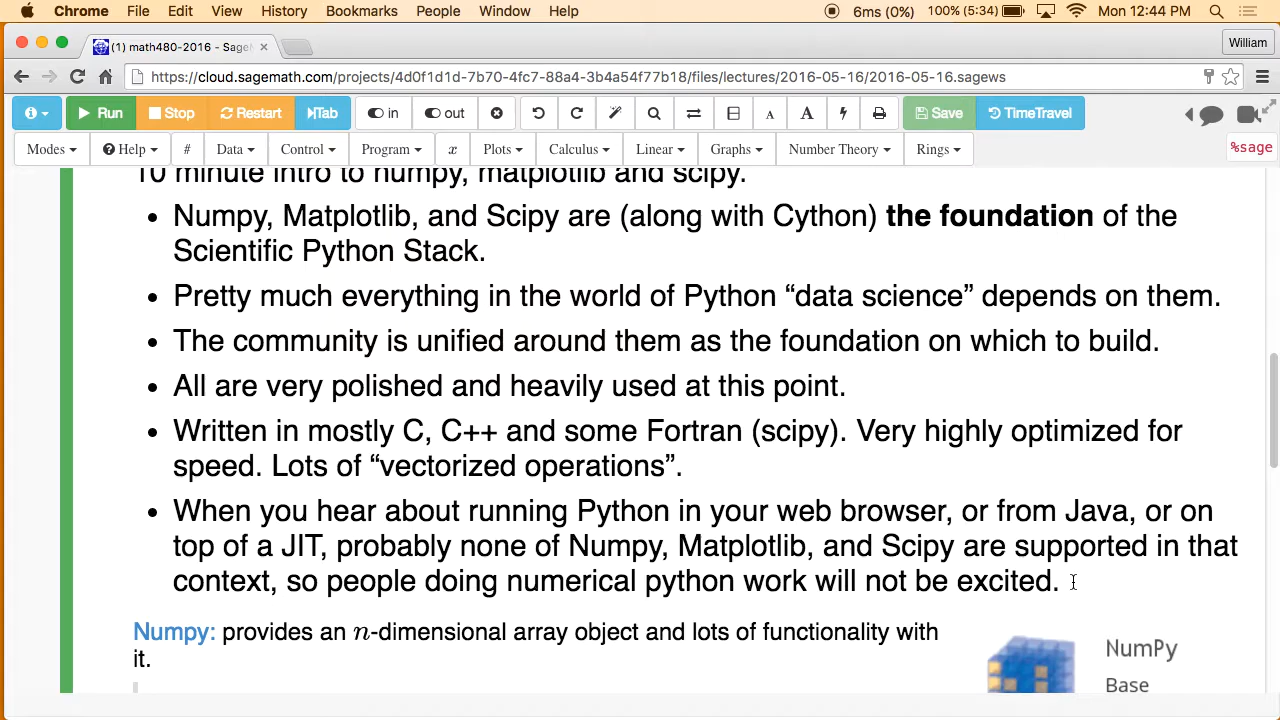 Chrome File Edit View History Bookmarks People Window Help 6ms (0%) 100% (5:34) Mon 12:44 PM
(1) math480-2016 - Sage William
https://cloud.sagemath.com/projects/4d0f1d1d-7b70-4fc7-88a4-3b4a54f77b18/files/lectures/2016-05-16/2016-05-16.sagews
Run Stop Restart Tab in out A A Save TimeTravel
Modes Help # Data Control Program x Plots Calculus Linear Graphs Number Theory Rings %sage
10 minute intro to numpy, matplotlib and scipy.
• Numpy, Matplotlib, and Scipy are (along with Cython) the foundation of the
Scientific Python Stack.
• Pretty much everything in the world of Python “data science” depends on them.
• The community is unified around them as the foundation on which to build.
• All are very polished and heavily used at this point.
• Written in mostly C, C++ and some Fortran (scipy). Very highly optimized for
speed. Lots of “vectorized operations”.
• When you hear about running Python in your web browser, or from Java, or on
top of a JIT, probably none of Numpy, Matplotlib, and Scipy are supported in that
context, so people doing numerical python work will not be excited.
Numpy: provides an n-dimensional array object and lots of functionality with
it.
NumPy
Base